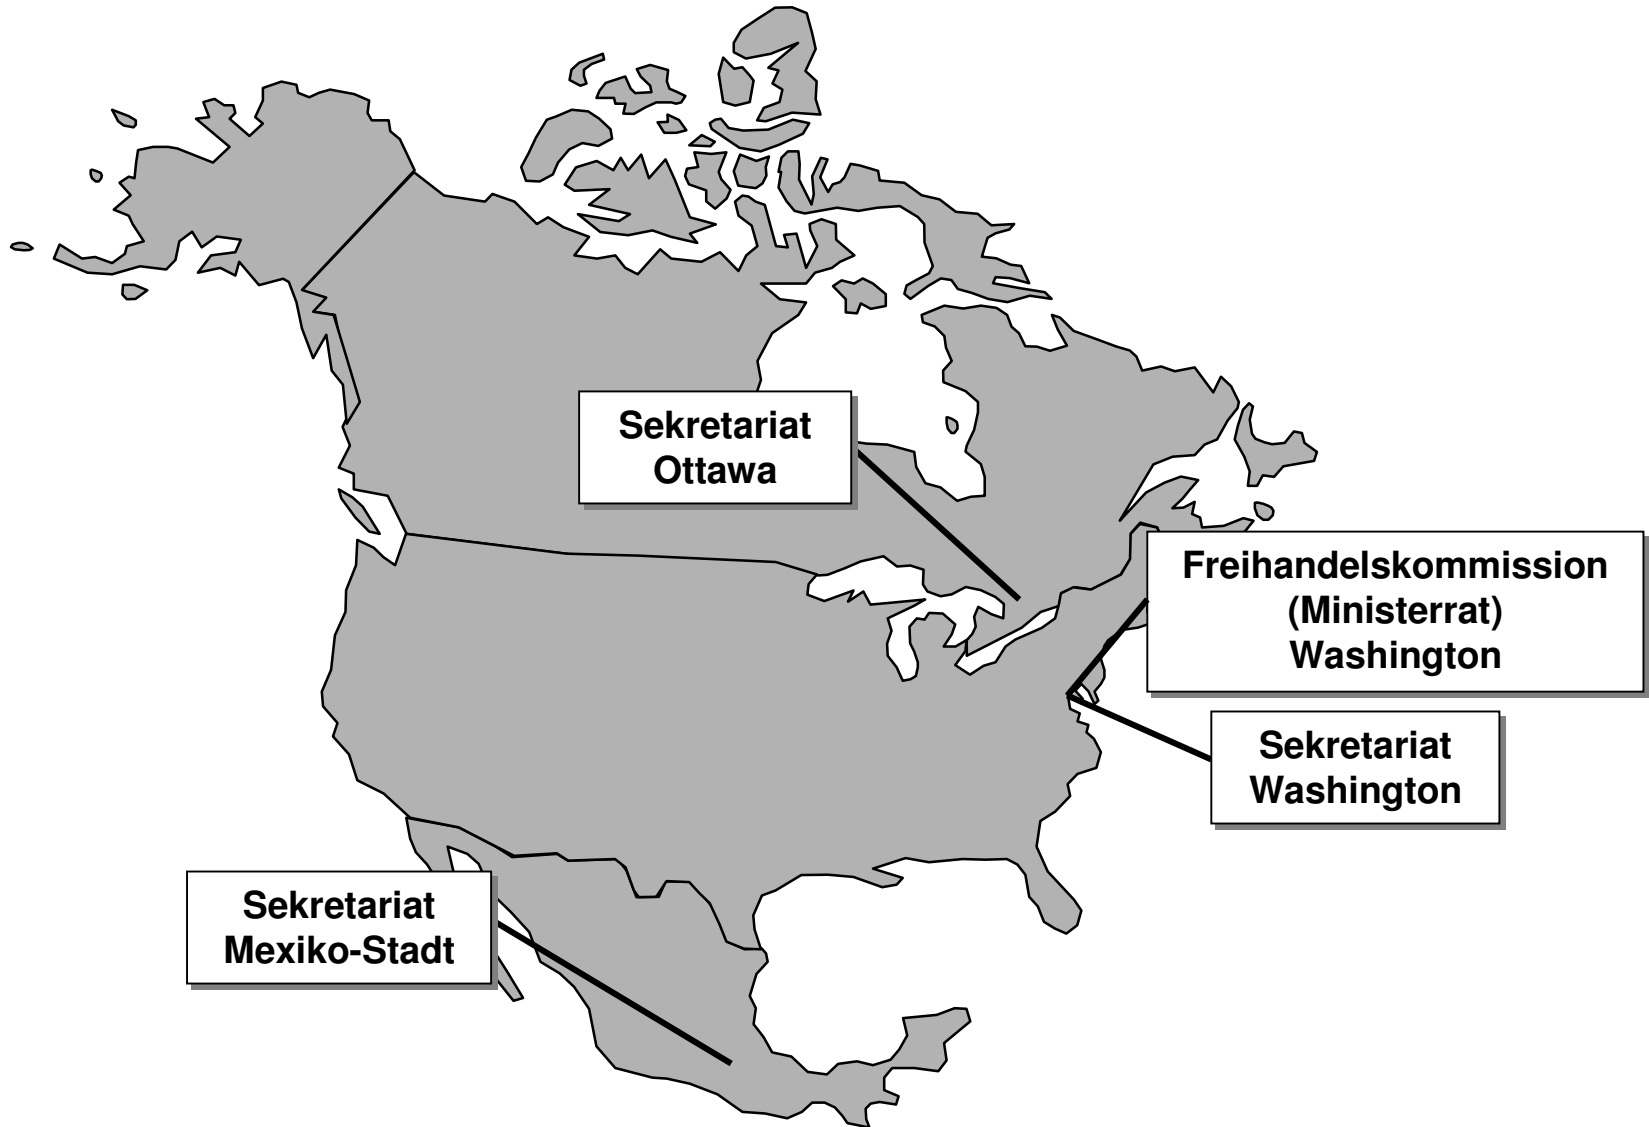 Sekretariat
Ottawa
Freihandelskommission
(Ministerrat)
Washington
Sekretariat
Washington
Sekretariat
Mexiko-Stadt